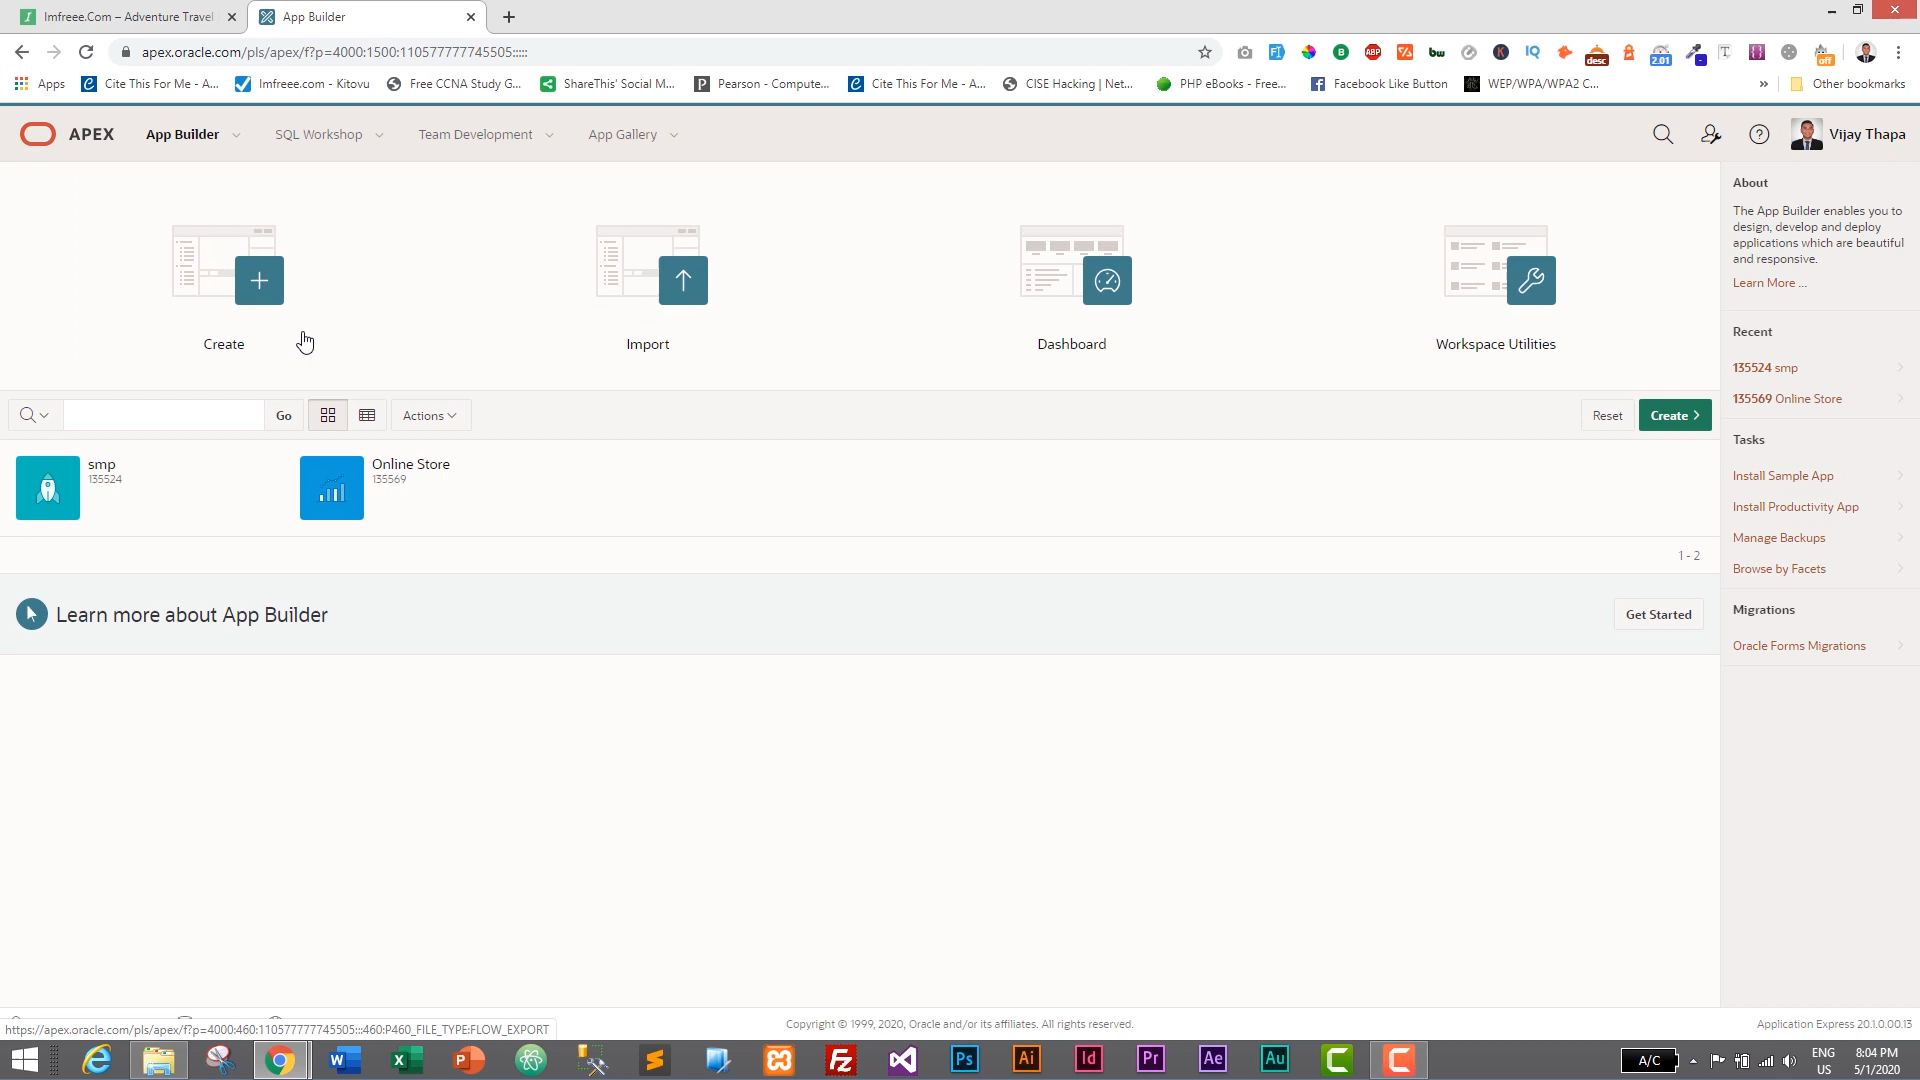 Imfreee.Com – Adventure Travel
App Builder
apex.oracle.com/pls/apex/f?p=4000:1500:110577777745505:::::
desc
2.01
off
Apps
Cite This For Me - A...
Imfreee.com - Kitovu
Free CCNA Study G...
ShareThis' Social M...
Pearson - Compute...
Cite This For Me - A...
CISE Hacking | Net...
PHP eBooks - Free...
Facebook Like Button
WEP/WPA/WPA2 C...
»
Other bookmarks
APEX
App Builder
SQL Workshop
Team Development
App Gallery
Vijay Thapa
Create
Import
Dashboard
Workspace Utilities
Go
Actions
Reset
Create
smp
135524
Online Store
135569
1 - 2
Learn more about App Builder
Get Started
About
The App Builder enables you to
design, develop and deploy
applications which are beautiful
and responsive.
Learn More ...
Recent
135524 smp
135569 Online Store
Tasks
Install Sample App
Install Productivity App
Manage Backups
Browse by Facets
Migrations
Oracle Forms Migrations
https://apex.oracle.com/pls/apex/f?p=4000:460:110577777745505:::460:P460_FILE_TYPE:FLOW_EXPORT
Copyright © 1999, 2020, Oracle and/or its affiliates. All rights reserved.
Application Express 20.1.0.00.13
A/C
ENG
US
8:04 PM
5/1/2020